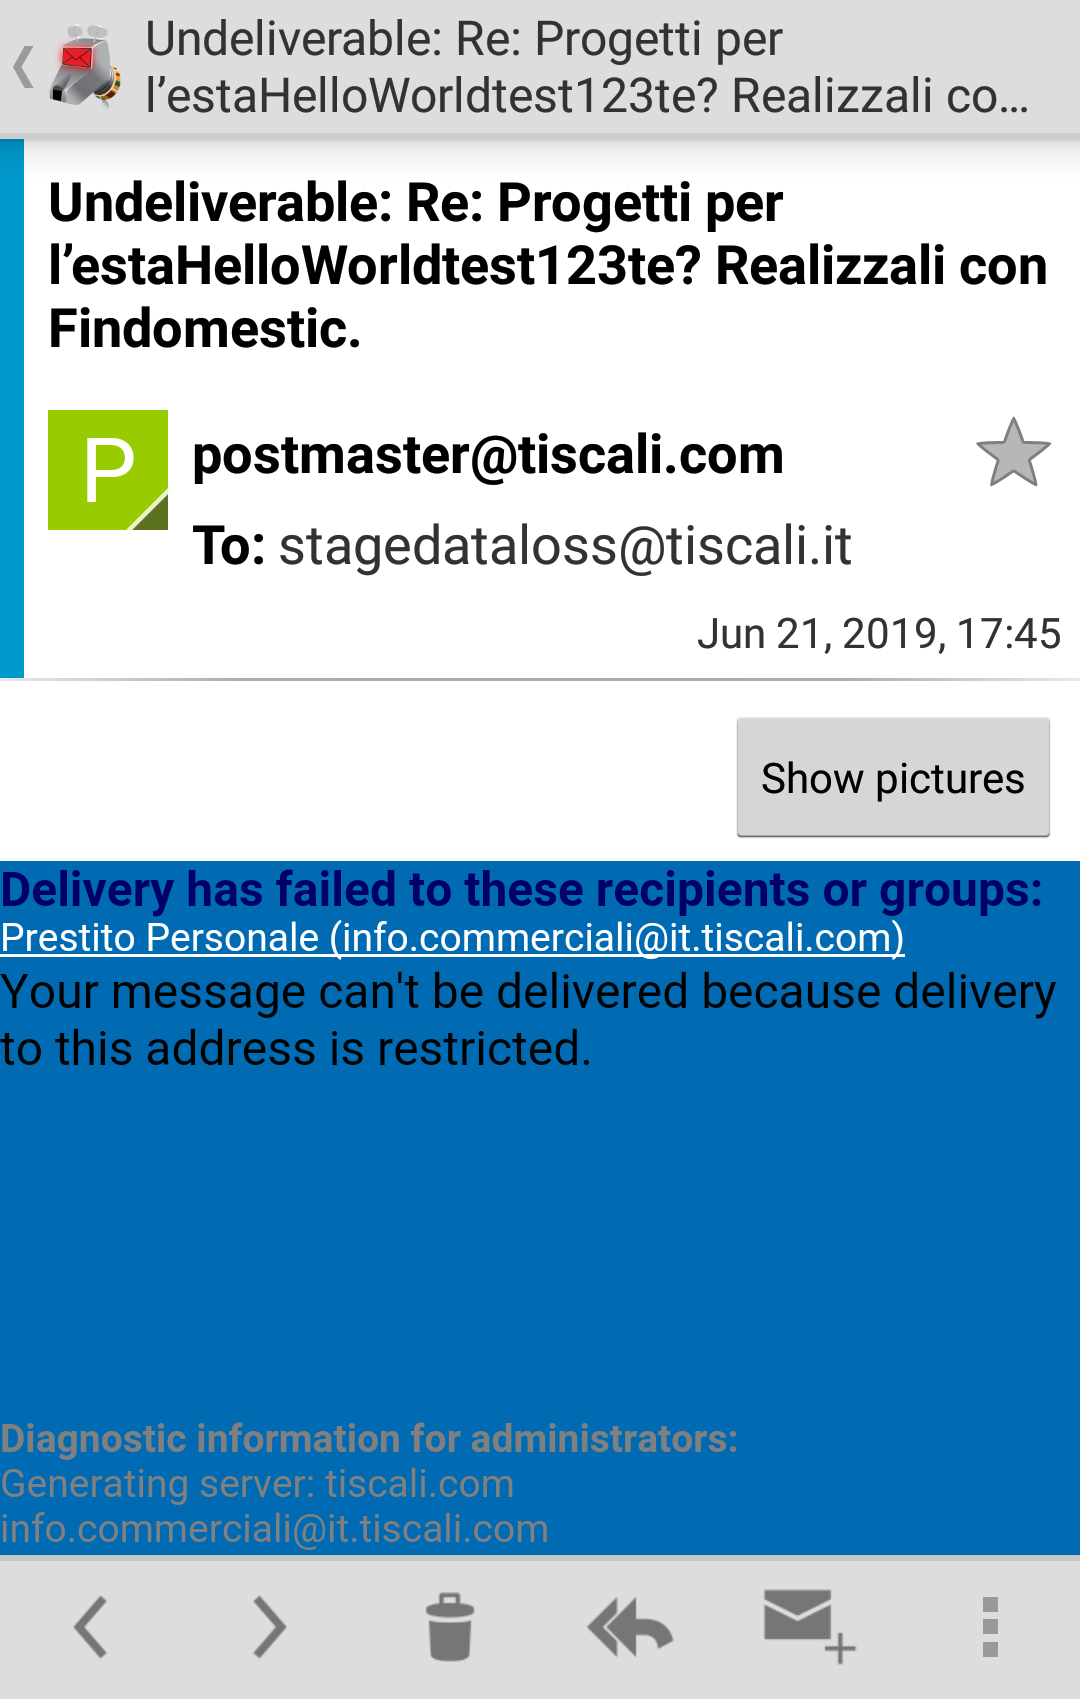 Undeliverable: Re: Progetti per
l’estaHelloWorldtest123te? Realizzali co...
Undeliverable: Re: Progetti per
l’estaHelloWorldtest123te? Realizzali con
Findomestic.
P
postmaster@tiscali.com
To: stagedataloss@tiscali.it
Jun 21, 2019, 17:45
Show pictures
Delivery has failed to these recipients or groups:
Prestito Personale (info.commerciali@it.tiscali.com)
Your message can't be delivered because delivery
to this address is restricted.
Diagnostic information for administrators:
Generating server: tiscali.com
info.commerciali@it.tiscali.com